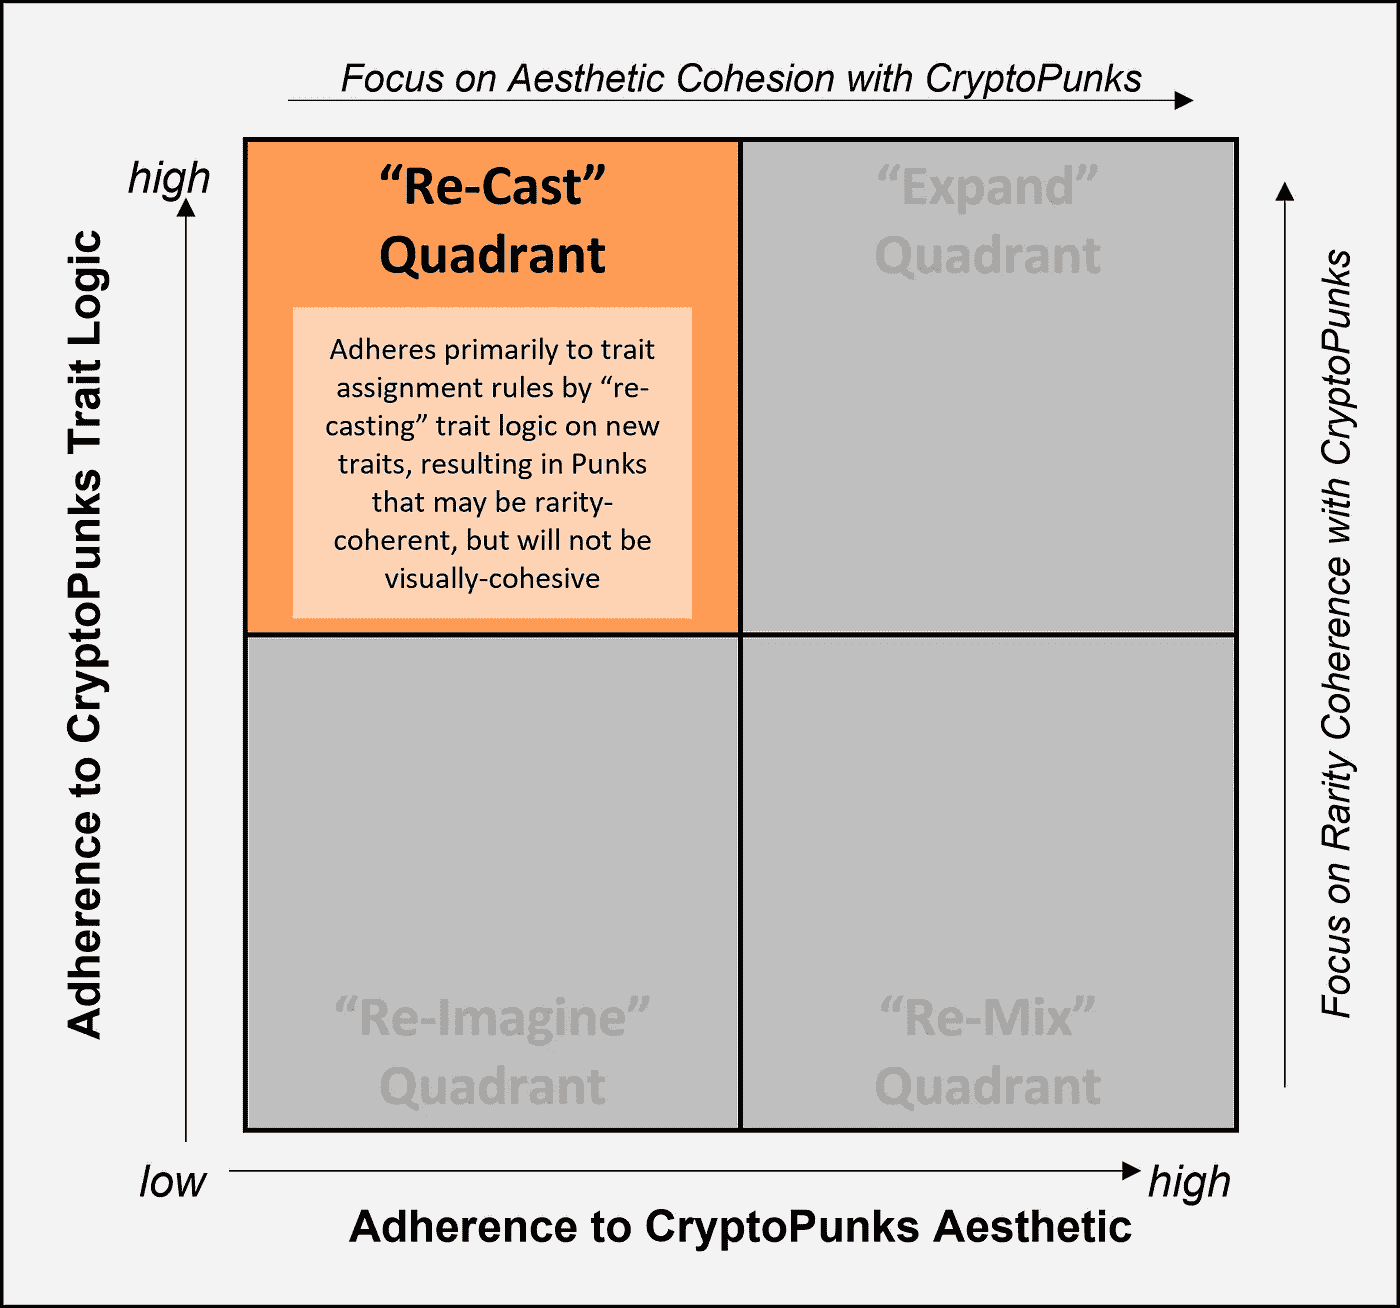 Focus on Aesthetic Cohesion with CryptoPunks
high
Adherence to CryptoPunks Trait Logic
“Re-Cast”
Quadrant
Adheres primarily to trait
assignment rules by “re-
casting” trait logic on new
traits, resulting in Punks
that may be rarity-
coherent, but will not be
visually-cohesive
“Expand”
Quadrant
Focus on Rarity Coherence with CryptoPunks
“Re-Imagine”
Quadrant
“Re-Mix”
Quadrant
low
high
Adherence to CryptoPunks Aesthetic